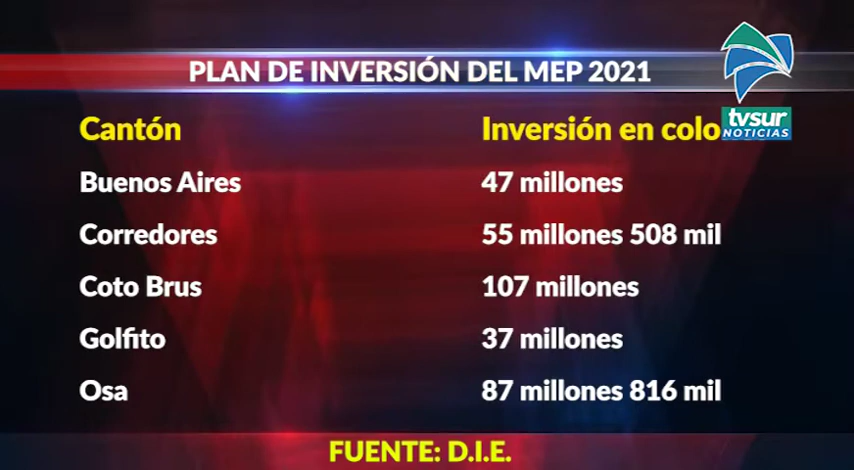 PLAN DE INVERSIÓN DEL MEP 2021
tvsur
NOTICIAS
Cantón Inversión en colo
Buenos Aires 47 millones
Corredores 55 millones 508 mil
Coto Brus 107 millones
Golfito 37 millones
Osa 87 millones 816 mil
FUENTE: D.I.E.